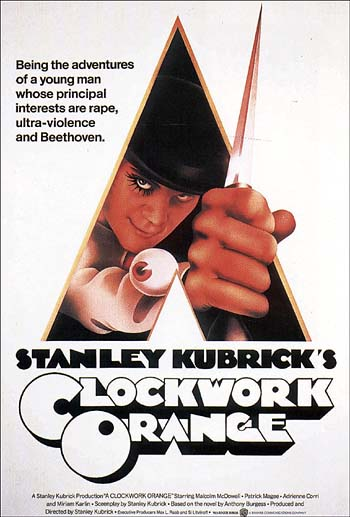 Being the adventures
of a young man
whose principal
interests are rape,
ultra-violence
and Beethoven.
STANLEY KUBRICK'S
CLOCKWORK
ORANGE
A Stanley Kubrick Production "A CLOCKWORK ORANGE" Starring Malcolm McDowell • Patrick Magee • Adrienne Corri
and Miriam Karlin • Screenplay by Stanley Kubrick • Based on the novel by Anthony Burgess • Produced and
Directed by Stanley Kubrick • Executive Producers Max L. Raab and Si Litvinoff •